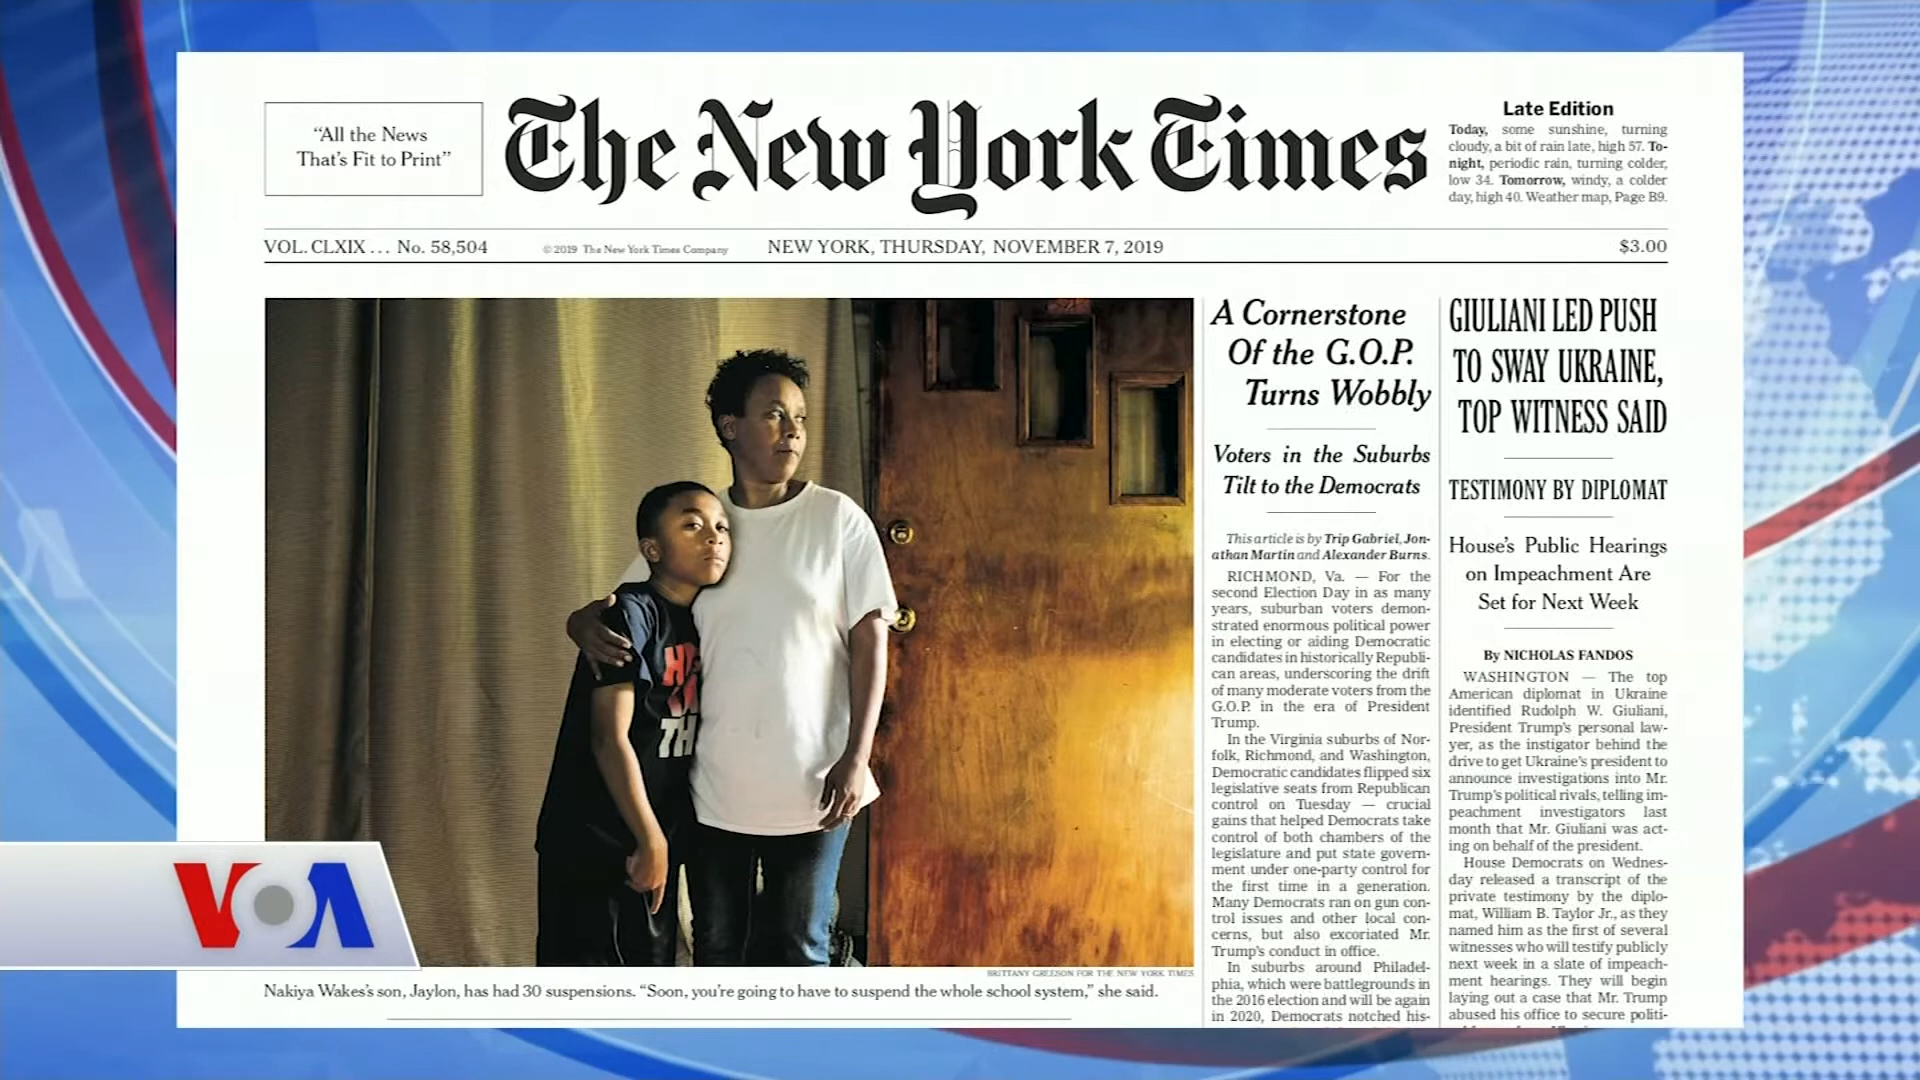 “All the News
That’s Fit to Print”
The New York Times
Late Edition
Today, some sunshine, turning
cloudy, a bit of rain late, high 57. To-
night, periodic rain, turning colder,
low 34. Tomorrow, windy, a colder
day, high 40. Weather map, Page B9.
VOL. CLXIX ... No. 58,504
© 2019 The New York Times Company
NEW YORK, THURSDAY, NOVEMBER 7, 2019
$3.00
HE
TH
BRITTANY GREESON FOR THE NEW YORK TIMES
Nakiya Wakes’s son, Jaylon, has had 30 suspensions. “Soon, you’re going to have to suspend the whole school system,” she said.
A Cornerstone
Of the G.O.P.
Turns Wobbly
Voters in the Suburbs
Tilt to the Democrats
This article is by Trip Gabriel, Jon-
athan Martin and Alexander Burns.
RICHMOND, Va. — For the
second Election Day in as many
years, suburban voters demon-
strated enormous political power
in electing or aiding Democratic
candidates in historically Republi-
can areas, underscoring the drift
of many moderate voters from the
G.O.P. in the era of President
Trump.
In the Virginia suburbs of Nor-
folk, Richmond, and Washington,
Democratic candidates flipped six
legislative seats from Republican
control on Tuesday — crucial
gains that helped Democrats take
control of both chambers of the
legislature and put state govern-
ment under one-party control for
the first time in a generation.
Many Democrats ran on gun con-
trol issues and other local con-
cerns, but also excoriated Mr.
Trump’s conduct in office.
In suburbs around Philadel-
phia, which were battlegrounds in
the 2016 election and will be again
in 2020, Democrats notched his-
GIULIANI LED PUSH
TO SWAY UKRAINE,
TOP WITNESS SAID
TESTIMONY BY DIPLOMAT
House’s Public Hearings
on Impeachment Are
Set for Next Week
By NICHOLAS FANDOS
WASHINGTON — The top
American diplomat in Ukraine
identified Rudolph W. Giuliani,
President Trump’s personal law-
yer, as the instigator behind the
drive to get Ukraine’s president to
announce investigations into Mr.
Trump’s political rivals, telling im-
peachment investigators last
month that Mr. Giuliani was act-
ing on behalf of the president.
House Democrats on Wednes-
day released a transcript of the
private testimony by the diplo-
mat, William B. Taylor Jr., as they
named him as the first of several
witnesses who will testify publicly
next week in a slate of impeach-
ment hearings. They will begin
laying out a case that Mr. Trump
abused his office to secure politi-
VOA